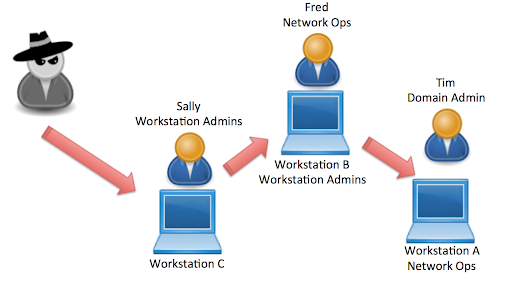 Fred
Network Ops
Tim
Domain Admin
Sally
Workstation Admins
Workstation B
Workstation Admins
Workstation C
Workstation A
Network Ops